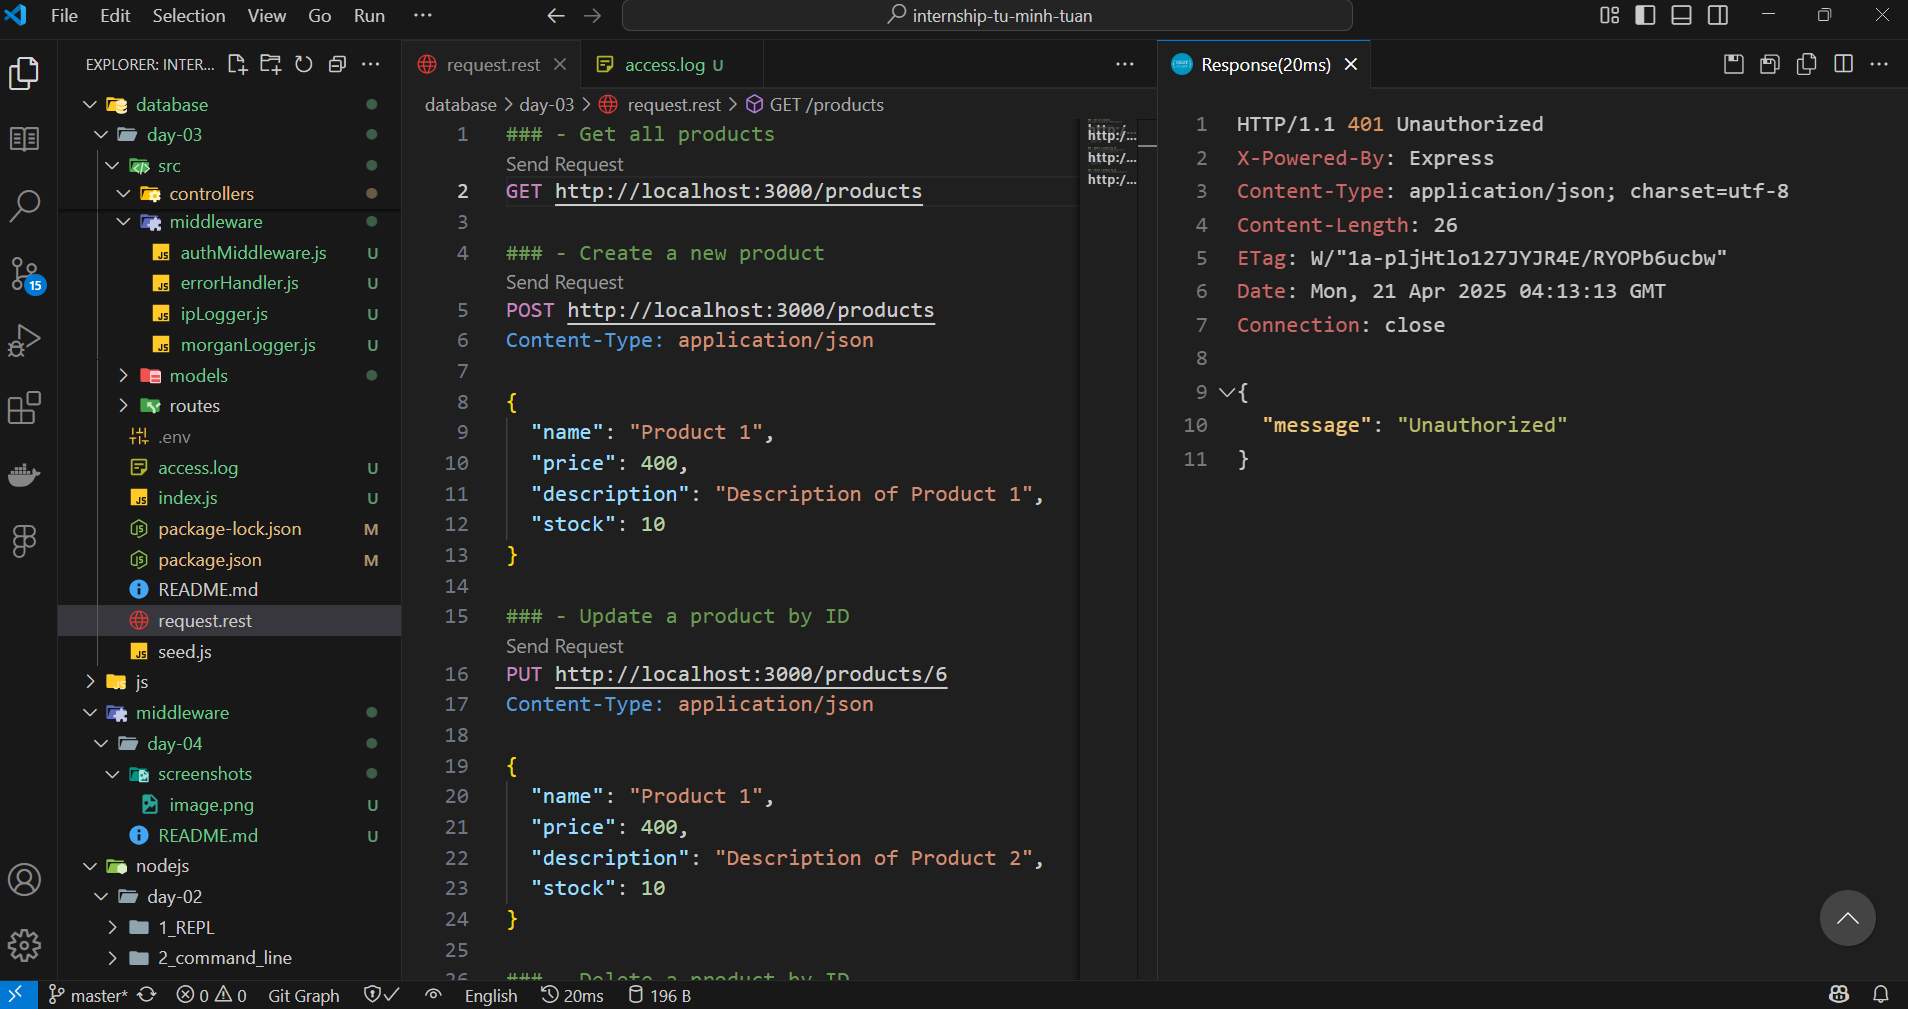 File Edit Selection View Go Run ...
internship-tu-minh-tuan
EXPLORER: INTER...
database
day-03
src
controllers
middleware
authMiddleware.js U
errorHandler.js U
ipLogger.js U
morganLogger.js U
models
routes
.env
access.log U
index.js U
package-lock.json M
package.json M
README.md
request.rest
seed.js
js
middleware
day-04
screenshots
image.png U
README.md U
nodejs
day-02
1_REPL
2_command_line
15
request.rest
access.log U
database > day-03 > request.rest > GET /products
1 ### - Get all products
Send Request
2 GET http://localhost:3000/products
3
4 ### - Create a new product
Send Request
5 POST http://localhost:3000/products
6 Content-Type: application/json
7
8 {
9 "name": "Product 1",
10 "price": 400,
11 "description": "Description of Product 1",
12 "stock": 10
13 }
14
15 ### - Update a product by ID
Send Request
16 PUT http://localhost:3000/products/6
17 Content-Type: application/json
18
19 {
20 "name": "Product 1",
21 "price": 400,
22 "description": "Description of Product 2",
23 "stock": 10
24 }
25
26 ### - Delete a product by ID
http:/...
http:/...
http:/...
Response(20ms)
1 HTTP/1.1 401 Unauthorized
2 X-Powered-By: Express
3 Content-Type: application/json; charset=utf-8
4 Content-Length: 26
5 ETag: W/"1a-pljHtlo127JYJR4E/RYOPb6ucbw"
6 Date: Mon, 21 Apr 2025 04:13:13 GMT
7 Connection: close
8
9 {
10 "message": "Unauthorized"
11 }
master* 0 0 Git Graph English 20ms 196 B